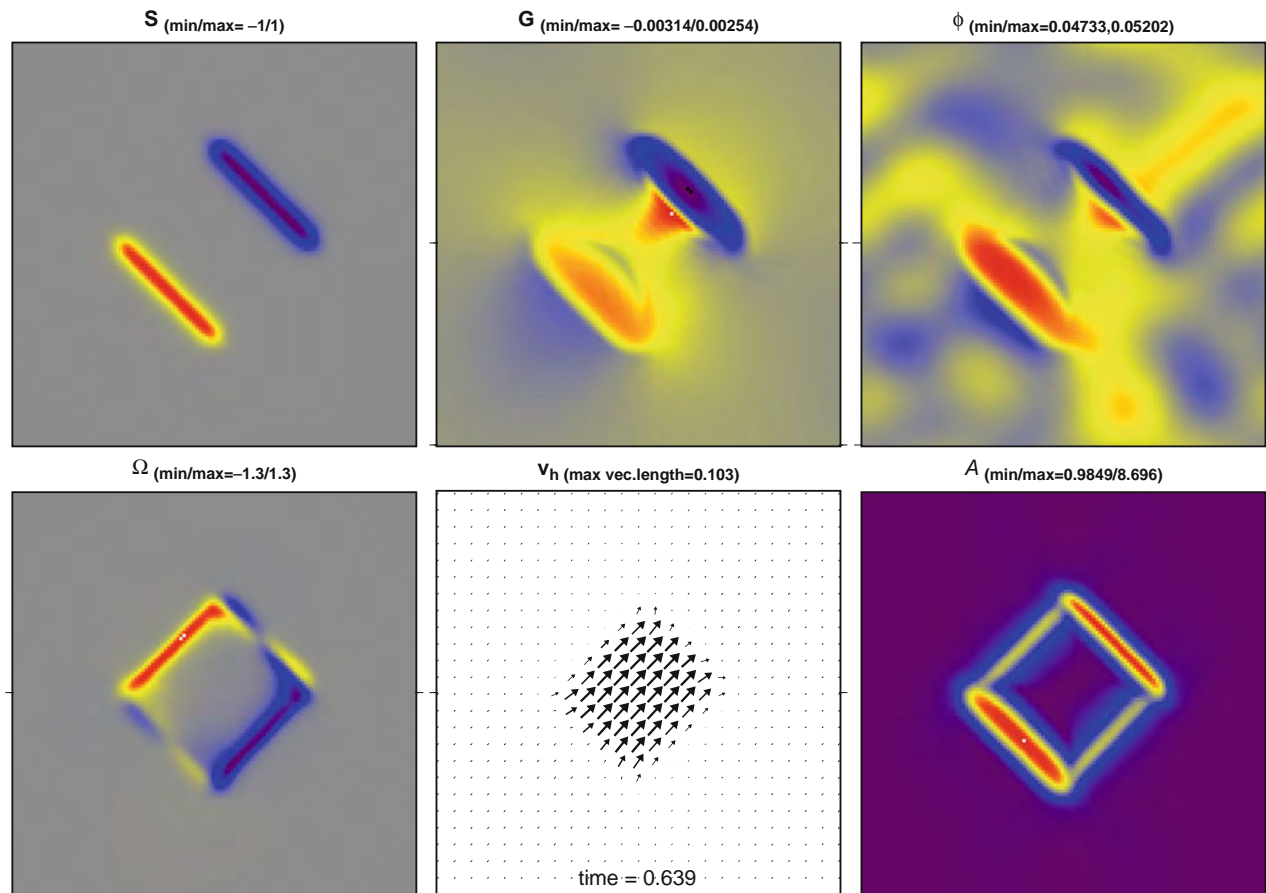 S (min/max= –1/1)
G (min/max= –0.00314/0.00254)
ϕ (min/max=0.04733,0.05202)
Ω (min/max=–1.3/1.3)
vh (max vec.length=0.103)
A (min/max=0.9849/8.696)
time = 0.639